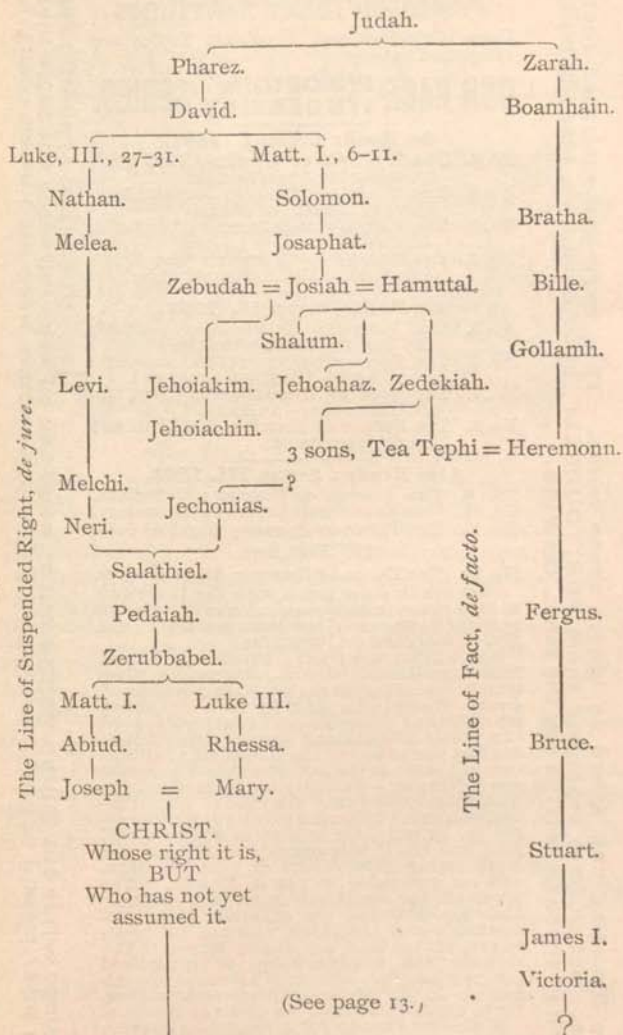 Judah.
Pharez. Zarah.
David. Boamhain.
Luke, III., 27-31. Matt. I., 6-11.
Nathan. Solomon. Bratha.
Melea. Josaphat.
Zebudah = Josiah = Hamutal. Bille.
Shalum. Gollamh.
Levi. Jehoiakim. Jehoahaz. Zedekiah.
Jehoiachin.
3 sons, Tea Tephi = Heremonn.
Melchi. ?
Jechonias.
Neri.
Salathiel.
Pedaiah. Fergus.
Zerubbabel.
Matt. I. Luke III.
Abiud. Rhessa. Bruce.
Joseph = Mary.
CHRIST.
Whose right it is, Stuart.
BUT
Who has not yet
assumed it.
James I.
Victoria.
(See page 13.)
?
The Line of Suspended Right, de jure.
The Line of Fact, de facto.